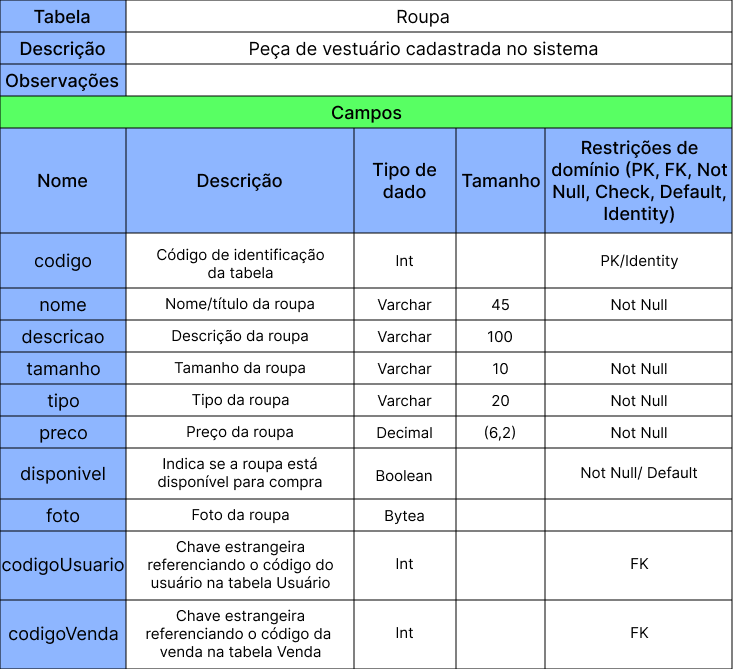 Tabela
Roupa
Descrição
Peça de vestuário cadastrada no sistema
Observações
Campos
Nome
Descrição
Tipo de
dado
Tamanho
Restrições de
domínio (PK, FK, Not
Null, Check, Default,
Identity)
codigo
Código de identificação
da tabela
Int
PK/Identity
nome
Nome/título da roupa
Varchar
45
Not Null
descricao
Descrição da roupa
Varchar
100
tamanho
Tamanho da roupa
Varchar
10
Not Null
tipo
Tipo da roupa
Varchar
20
Not Null
preco
Preço da roupa
Decimal
(6,2)
Not Null
disponivel
Indica se a roupa está
disponível para compra
Boolean
Not Null/ Default
foto
Foto da roupa
Bytea
codigoUsuario
Chave estrangeira
referenciando o código do
usuário na tabela Usuário
Int
FK
codigoVenda
Chave estrangeira
referenciando o código da
venda na tabela Venda
Int
FK